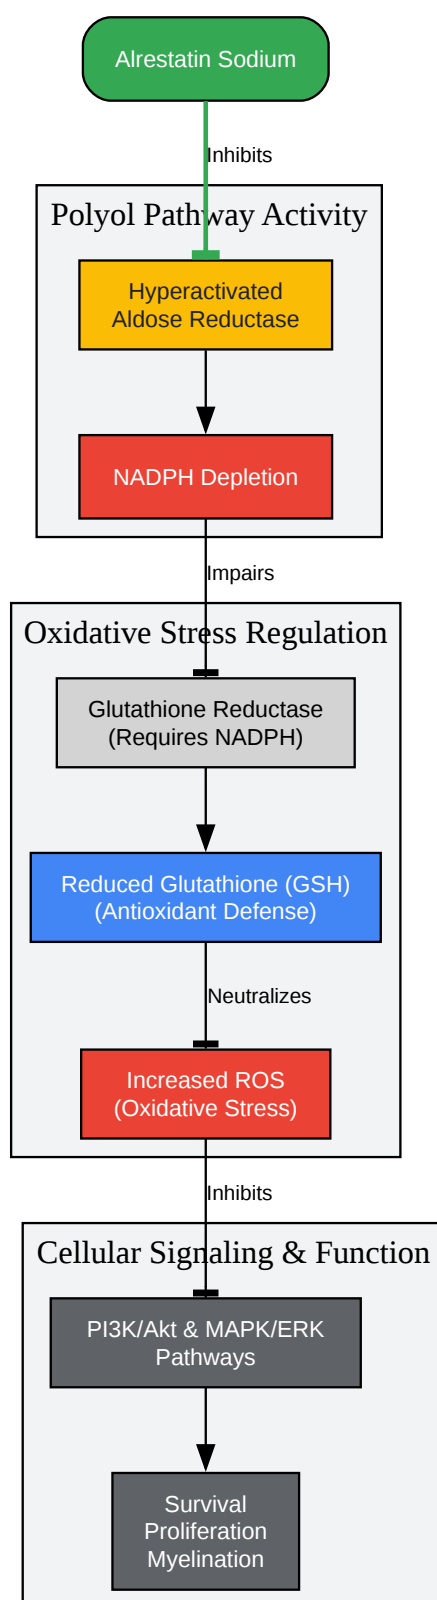 Alrestatin Sodium
Inhibits
Polyol Pathway Activity
Hyperactivated
Aldose Reductase
NADPH Depletion
Impairs
Oxidative Stress Regulation
Glutathione Reductase
(Requires NADPH)
Reduced Glutathione (GSH)
(Antioxidant Defense)
Neutralizes
Increased ROS
(Oxidative Stress)
Inhibits
Cellular Signaling & Function
PI3K/Akt & MAPK/ERK
Pathways
Survival
Proliferation
Myelination